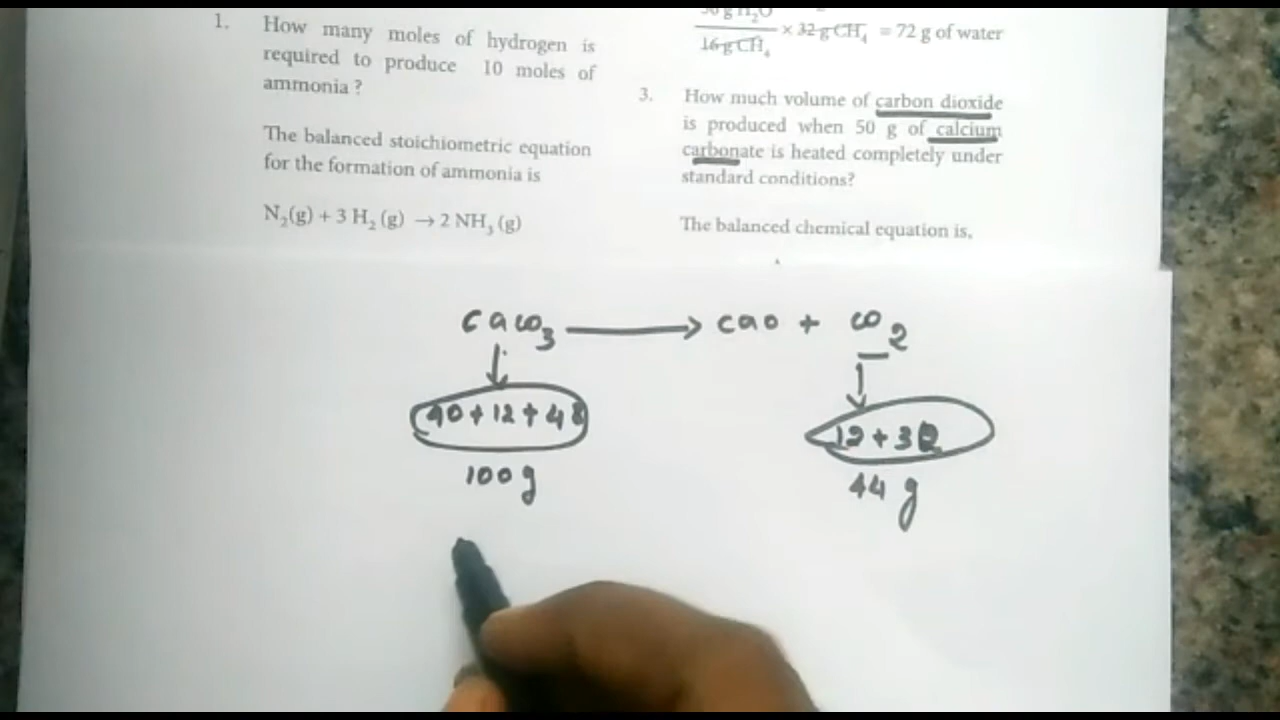 1. How many moles of hydrogen is
required to produce 10 moles of
ammonia ?
The balanced stoichiometric equation
for the formation of ammonia is
N₂(g) + 3 H₂ (g) → 2 NH₃ (g)
16 g CH₄ × 32 g CH₄ = 72 g of water
3. How much volume of carbon dioxide
is produced when 50 g of calcium
carbonate is heated completely under
standard conditions?
The balanced chemical equation is,
CaCO₃ → CaO + CO₂
40 + 12 + 48
12 + 32
100 g
44 g